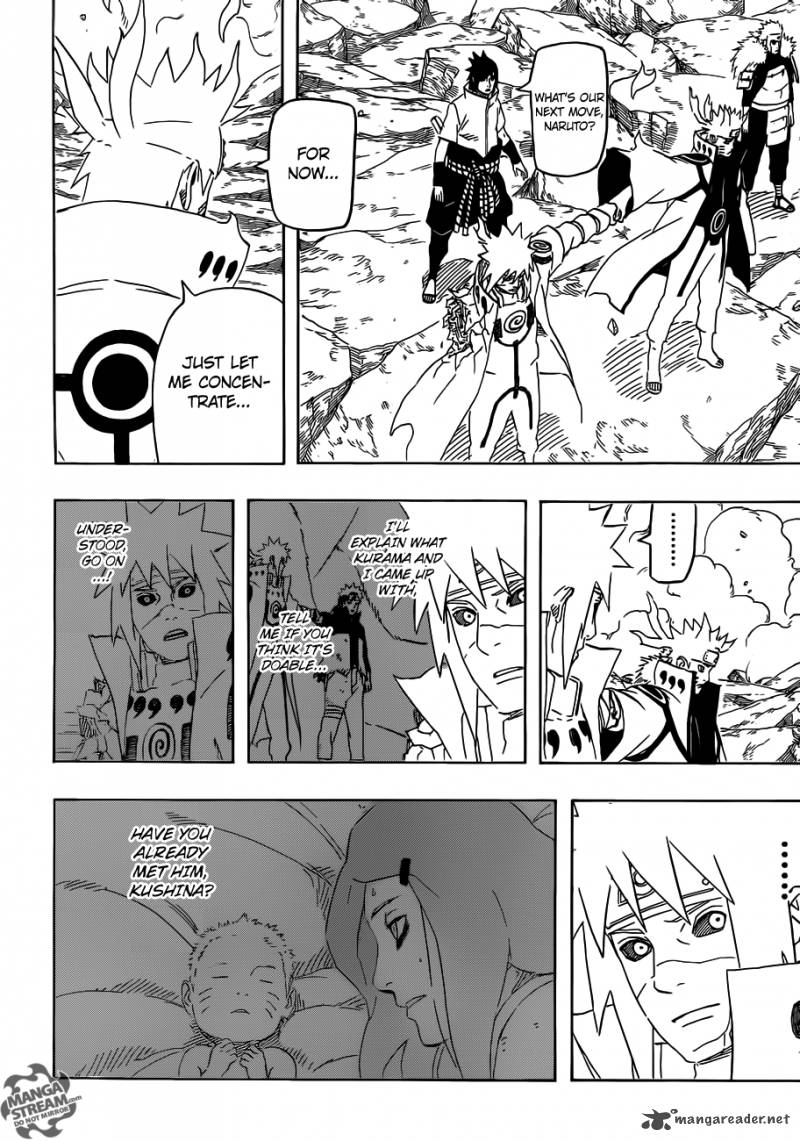 WHAT'S OUR
NEXT MOVE,
NARUTO?
FOR
NOW...
JUST LET
ME CONCEN-
TRATE...
........
I'LL
EXPLAIN WHAT
KURAMA AND
I CAME UP
WITH,
TELL
ME IF YOU
THINK IT'S
DOABLE...
UNDER-
STOOD,
GO ON
...!
........
HAVE YOU
ALREADY
MET HIM,
KUSHINA?
MANGA
STREAM.com
DO NOT MIRROR!
mangareader.net